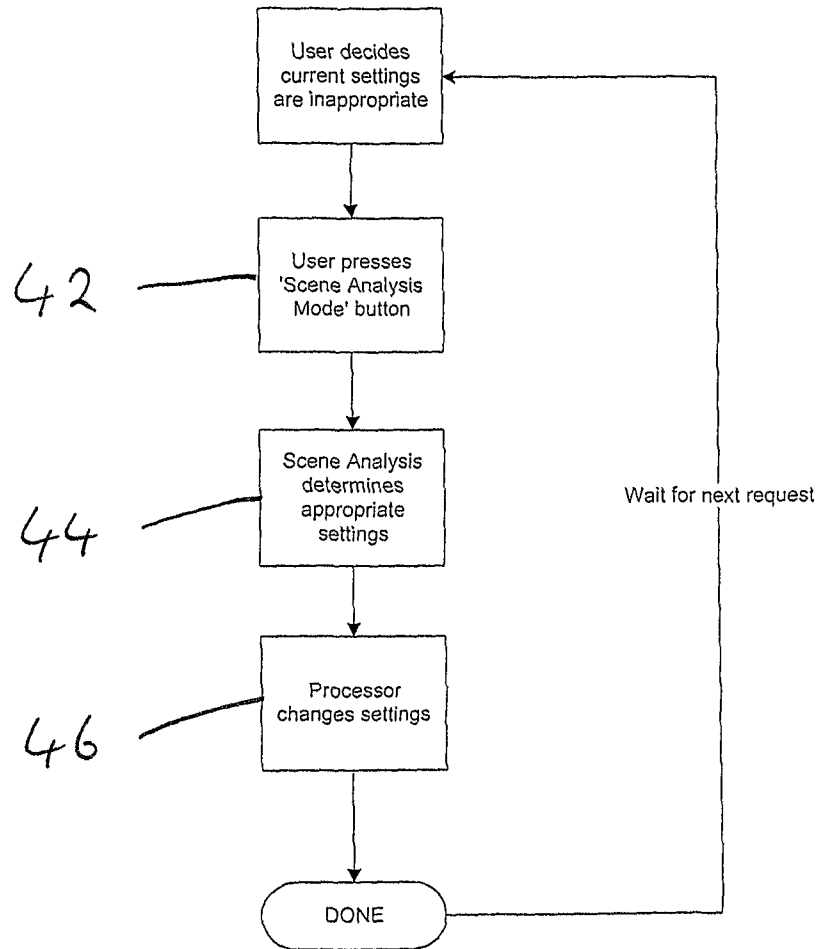 User decides
current settings
are inappropriate
42
User presses
'Scene Analysis
Mode' button
44
Scene Analysis
determines
appropriate
settings
Wait for next request
46
Processor
changes settings
DONE